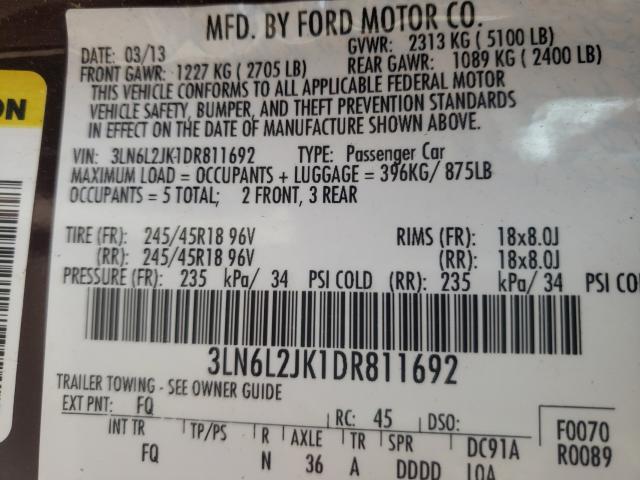 MFD. BY FORD MOTOR CO.
DATE: 03/13 GVWR: 2313 KG ( 5100 LB)
FRONT GAWR: 1227 KG ( 2705 LB) REAR GAWR: 1089 KG ( 2400 LB)
THIS VEHICLE CONFORMS TO ALL APPLICABLE FEDERAL MOTOR
VEHICLE SAFETY, BUMPER, AND THEFT PREVENTION STANDARDS
IN EFFECT ON THE DATE OF MANUFACTURE SHOWN ABOVE.
VIN: 3LN6L2JK1DR811692 TYPE: Passenger Car
MAXIMUM LOAD = OCCUPANTS + LUGGAGE = 396KG/ 875LB
OCCUPANTS = 5 TOTAL; 2 FRONT, 3 REAR
TIRE (FR): 245/45R18 96V RIMS (FR): 18x8.0J
(RR): 245/45R18 96V (RR): 18x8.0J
PRESSURE (FR): 235 kPa/ 34 PSI COLD (RR): 235 kPa/ 34 PSI CO
3LN6L2JK1DR811692
TRAILER TOWING - SEE OWNER GUIDE
EXT PNT: FQ RC: 45 DSO: F0070
INT TR TP/PS R AXLE TR SPR DC91A R0089
FQ N 36 A DDDD
ON